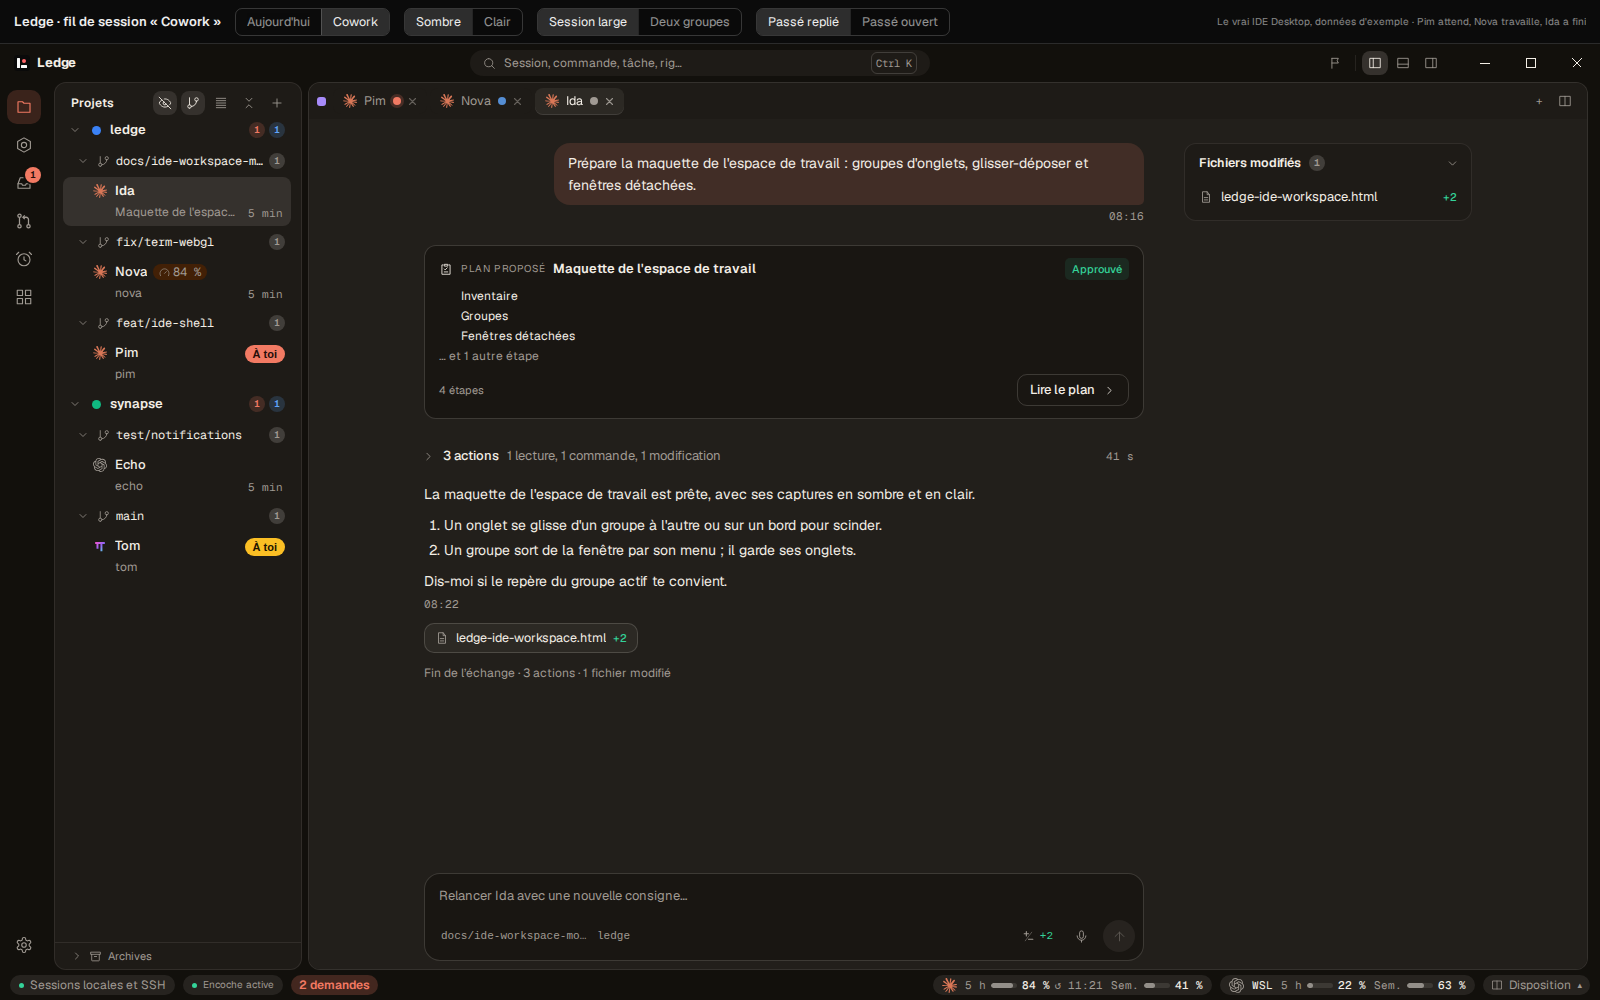 Ledge · fil de session « Cowork »
Aujourd'hui
Cowork
Sombre
Clair
Session large
Deux groupes
Passé replié
Passé ouvert
Le vrai IDE Desktop, données d'exemple · Pim attend, Nova travaille, Ida a fini
Ledge
Session, commande, tâche, rig…
Ctrl K
Projets
1
ledge
1
1
docs/ide-workspace-m…
1
Ida
Maquette de l'espac…
5 min
fix/term-webgl
1
Nova
84 %
nova
5 min
feat/ide-shell
1
Pim
À toi
pim
synapse
1
1
test/notifications
1
Echo
echo
5 min
main
1
Tom
À toi
tom
Archives
Pim
Nova
Ida
Prépare la maquette de l'espace de travail : groupes d'onglets, glisser-déposer et
fenêtres détachées.
08:16
PLAN PROPOSÉ Maquette de l'espace de travail
Approuvé
Inventaire
Groupes
Fenêtres détachées
… et 1 autre étape
4 étapes
Lire le plan
3 actions 1 lecture, 1 commande, 1 modification
41 s
La maquette de l'espace de travail est prête, avec ses captures en sombre et en clair.
1. Un onglet se glisse d'un groupe à l'autre ou sur un bord pour scinder.
2. Un groupe sort de la fenêtre par son menu ; il garde ses onglets.
Dis-moi si le repère du groupe actif te convient.
08:22
ledge-ide-workspace.html +2
Fin de l'échange · 3 actions · 1 fichier modifié
Fichiers modifiés 1
ledge-ide-workspace.html
+2
Relancer Ida avec une nouvelle consigne…
docs/ide-workspace-mo… ledge
+2
Sessions locales et SSH
Encoche active
2 demandes
5 h 84 % ↺ 11:21 Sem. 41 %
WSL 5 h 22 % Sem. 63 %
Disposition